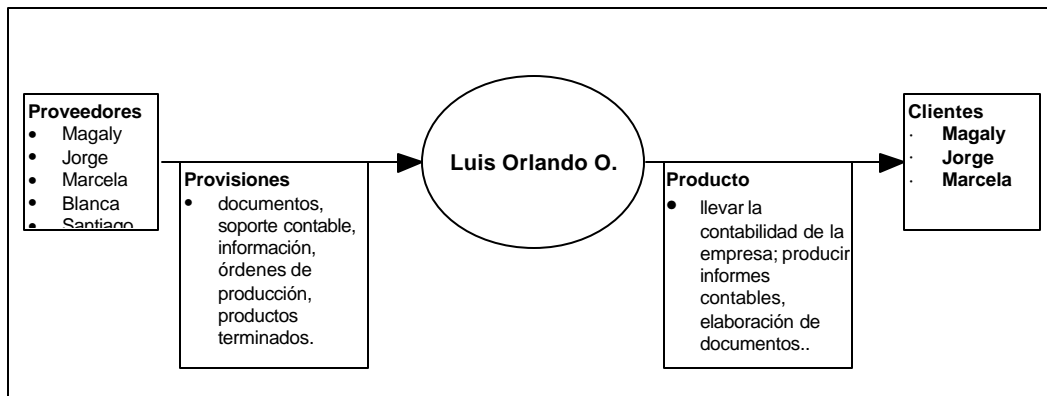 Proveedores
• Magaly
• Jorge
• Marcela
• Blanca
• Santiago
Provisiones
• documentos,
soporte contable,
información,
órdenes de
producción,
productos
terminados.
Luis Orlando O.
Producto
• llevar la
contabilidad de la
empresa; producir
informes
contables,
elaboración de
documentos..
Clientes
· Magaly
· Jorge
· Marcela